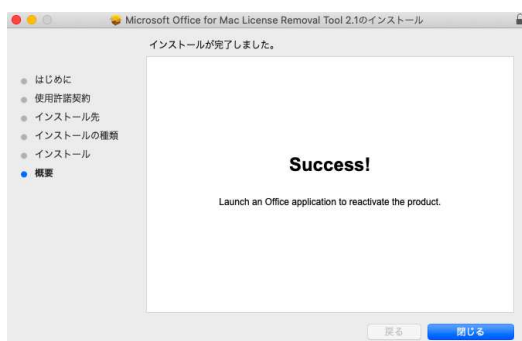 Microsoft Office for Mac License Removal Tool 2.1のインストール
インストールが完了しました。
はじめに
使用許諾契約
インストール先
インストールの種類
インストール
概要
Success!
Launch an Office application to reactivate the product.
戻る
閉じる